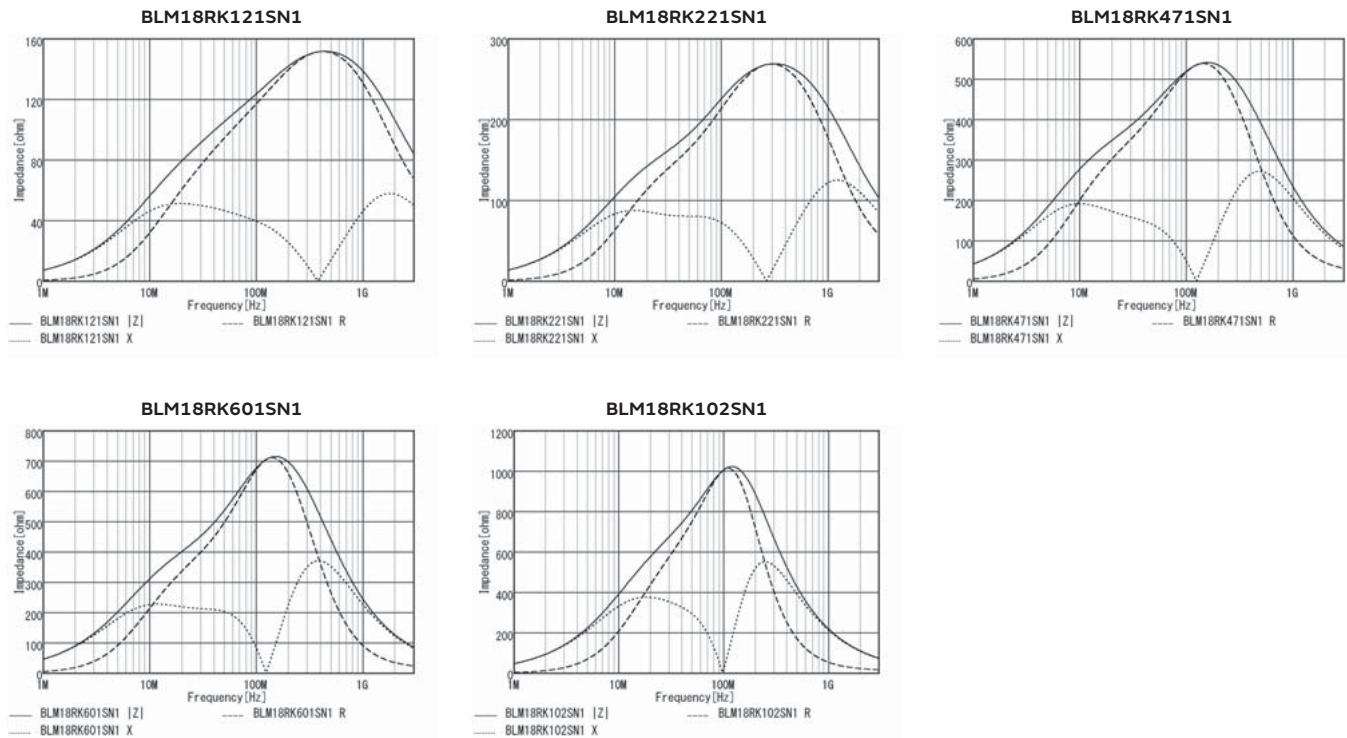 BLM18RK121SN1
160
120
80
40
0
Impedance[ohm]
1M 10M 100M 1G
Frequency[Hz]
BLM18RK121SN1 |Z| BLM18RK121SN1 R
BLM18RK121SN1 X
BLM18RK221SN1
300
200
100
0
Impedance[ohm]
1M 10M 100M 1G
Frequency[Hz]
BLM18RK221SN1 |Z| BLM18RK221SN1 R
BLM18RK221SN1 X
BLM18RK471SN1
600
500
400
300
200
100
0
Impedance[ohm]
1M 10M 100M 1G
Frequency[Hz]
BLM18RK471SN1 |Z| BLM18RK471SN1 R
BLM18RK471SN1 X
BLM18RK601SN1
800
700
600
500
400
300
200
100
0
Impedance[ohm]
1M 10M 100M 1G
Frequency[Hz]
BLM18RK601SN1 |Z| BLM18RK601SN1 R
BLM18RK601SN1 X
BLM18RK102SN1
1200
1000
800
600
400
200
0
Impedance[ohm]
1M 10M 100M 1G
Frequency[Hz]
BLM18RK102SN1 |Z| BLM18RK102SN1 R
BLM18RK102SN1 X